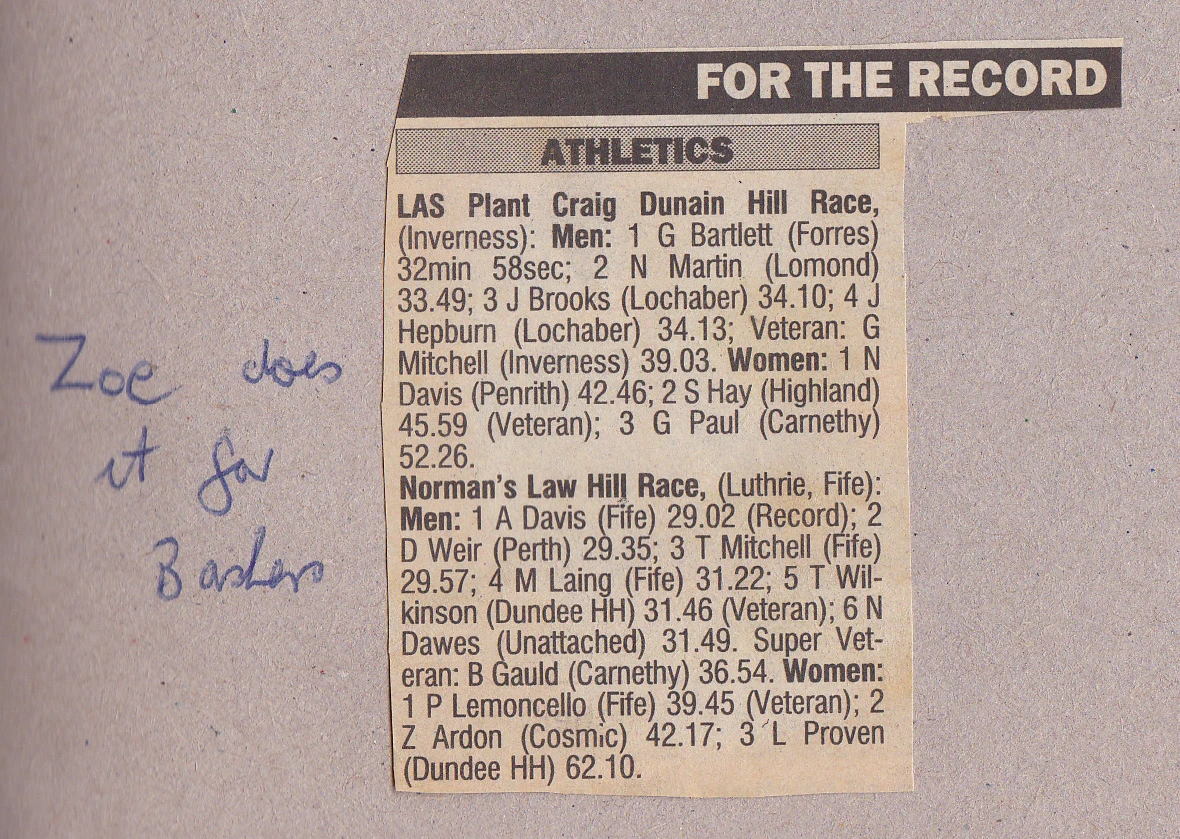 FOR THE RECORD
ATHLETICS
LAS Plant Craig Dunain Hill Race,
(Inverness): Men: 1 G Bartlett (Forres)
32min 58sec; 2 N Martin (Lomond)
33.49; 3 J Brooks (Lochaber) 34.10; 4 J
Hepburn (Lochaber) 34.13; Veteran: G
Mitchell (Inverness) 39.03. Women: 1 N
Davis (Penrith) 42.46; 2 S Hay (Highland)
45.59 (Veteran); 3 G Paul (Carnethy)
52.26.
Norman's Law Hill Race, (Luthrie, Fife):
Men: 1 A Davis (Fife) 29.02 (Record); 2
D Weir (Perth) 29.35; 3 T Mitchell (Fife)
29.57; 4 M Laing (Fife) 31.22; 5 T Wil-
kinson (Dundee HH) 31.46 (Veteran); 6 N
Dawes (Unattached) 31.49. Super Vet-
eran: B Gauld (Carnethy) 36.54. Women:
1 P Lemoncello (Fife) 39.45 (Veteran); 2
Z Ardon (Cosmic) 42.17; 3 L Proven
(Dundee HH) 62.10.
Zoe does
it for